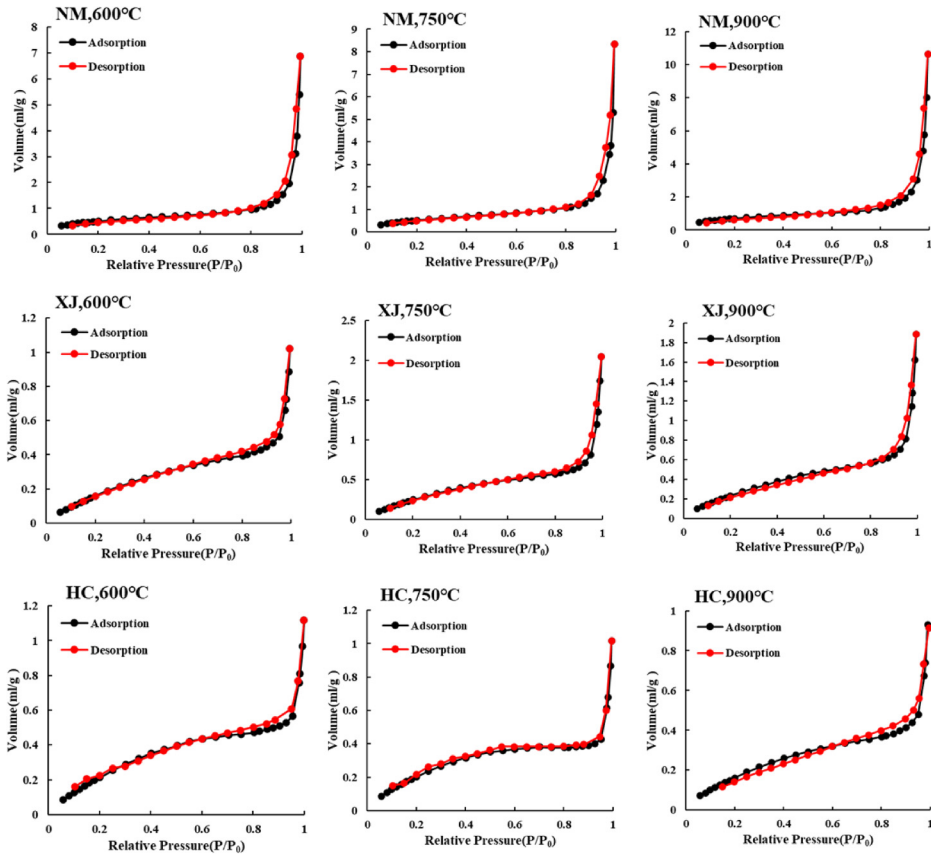 NM,600°C
Adsorption
Desorption
Volume(ml/g)
8
7
6
5
4
3
2
1
0
0 0.2 0.4 0.6 0.8 1
Relative Pressure(P/P₀)
NM,750°C
Adsorption
Desorption
Volume(ml/g)
9
8
7
6
5
4
3
2
1
0
0 0.2 0.4 0.6 0.8 1
Relative Pressure(P/P₀)
NM,900°C
Adsorption
Desorption
Volume(ml/g )
12
10
8
6
4
2
0
0 0.2 0.4 0.6 0.8 1
Relative Pressure(P/P₀)
XJ,600°C
Adsorption
Desorption
Volume(ml/g )
1.2
1
0.8
0.6
0.4
0.2
0
0 0.2 0.4 0.6 0.8 1
Relative Pressure(P/P₀)
XJ,750°C
Adsorption
Desorption
Volume(ml/g )
2.5
2
1.5
1
0.5
0
0 0.2 0.4 0.6 0.8 1
Relative Pressure(P/P₀)
XJ,900°C
Adsorption
Desorption
Volume(ml/g )
2
1.8
1.6
1.4
1.2
1
0.8
0.6
0.4
0.2
0
0 0.2 0.4 0.6 0.8 1
Relative Pressure(P/P₀)
HC,600°C
Adsorption
Desorption
Volume(ml/g )
1.2
1
0.8
0.6
0.4
0.2
0
0 0.2 0.4 0.6 0.8 1
Relative Pressure(P/P₀)
HC,750°C
Adsorption
Desorption
Volume(ml/g )
1.2
1
0.8
0.6
0.4
0.2
0
0 0.2 0.4 0.6 0.8 1
Relative Pressure(P/P₀)
HC,900°C
Adsorption
Desorption
Volume(ml/g )
1
0.8
0.6
0.4
0.2
0
0 0.2 0.4 0.6 0.8 1
Relative Pressure(P/P₀)